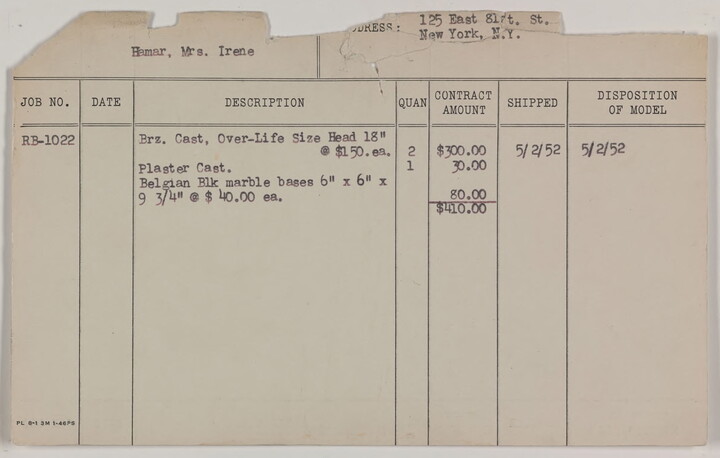 DRESS:
125 East 81st. St.
New York, N.Y.
Hamar, Mrs. Irene
JOB NO. DATE DESCRIPTION QUAN CONTRACT AMOUNT SHIPPED DISPOSITION OF MODEL
RB-1022 Brz. Cast, Over-Life Size Head 18"
@ $150.ea. 2 $300.00 5/2/52 5/2/52
Plaster Cast. 1 30.00
Belgian Blk marble bases 6" x 6" x
9 3/4" @ $ 40.00 ea. 80.00
$410.00